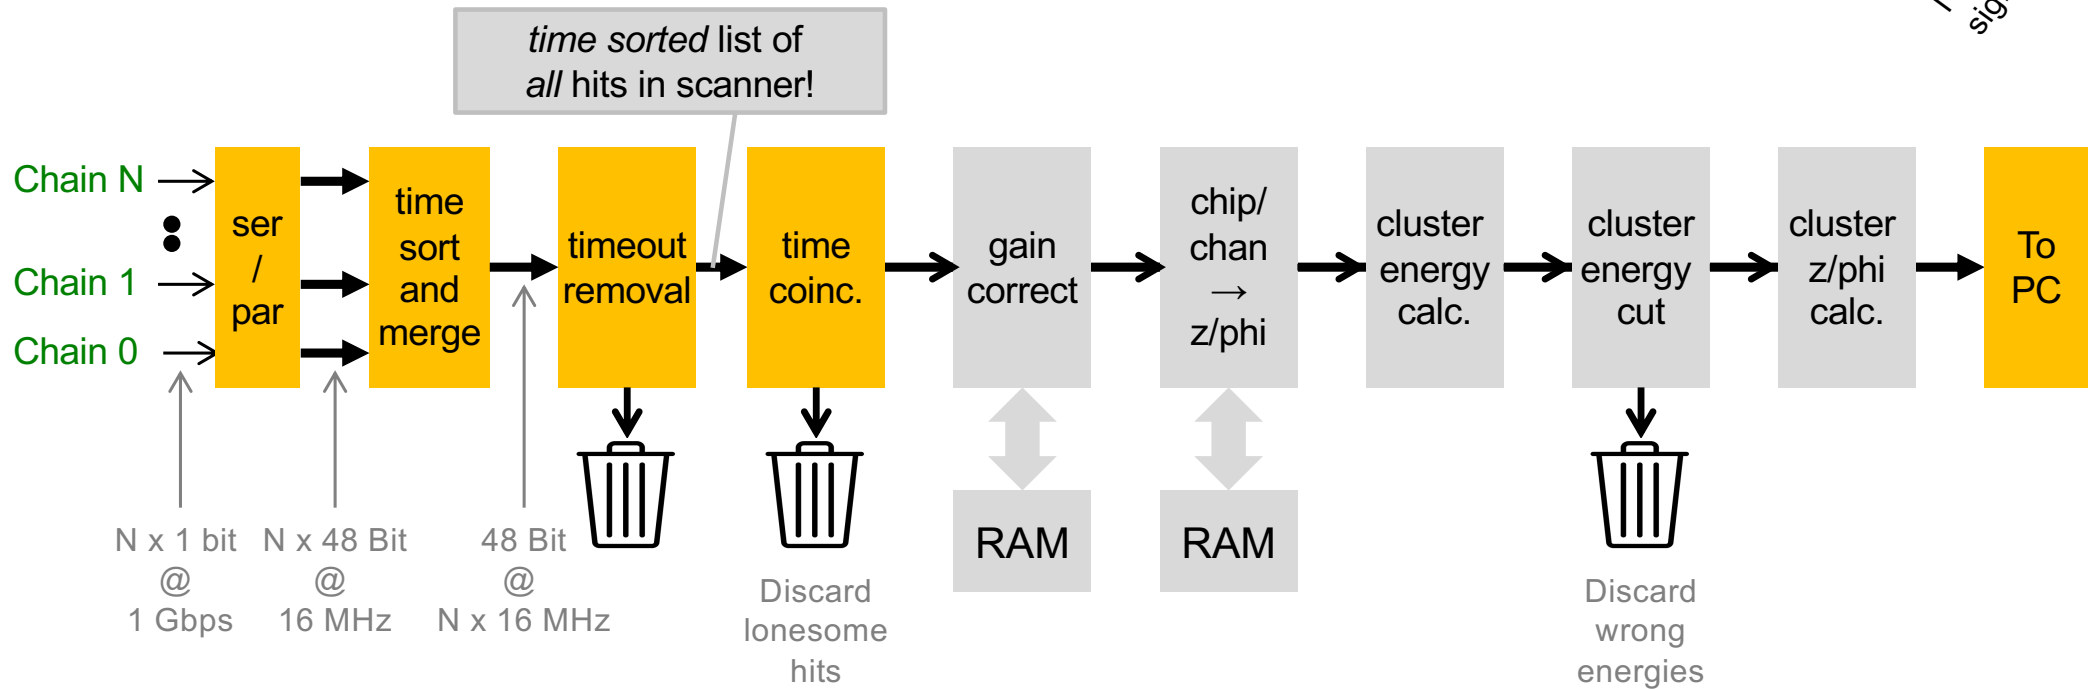 time sorted list of
all hits in scanner!
Chain N
Chain 1
Chain 0
ser
/
par
time
sort
and
merge
timeout
removal
time
coinc.
gain
correct
chip/
chan
→
z/phi
cluster
energy
calc.
cluster
energy
cut
cluster
z/phi
calc.
To
PC
RAM
RAM
N x 1 bit
@
1 Gbps
N x 48 Bit
@
16 MHz
48 Bit
@
N x 16 MHz
Discard
lonesome
hits
Discard
wrong
energies